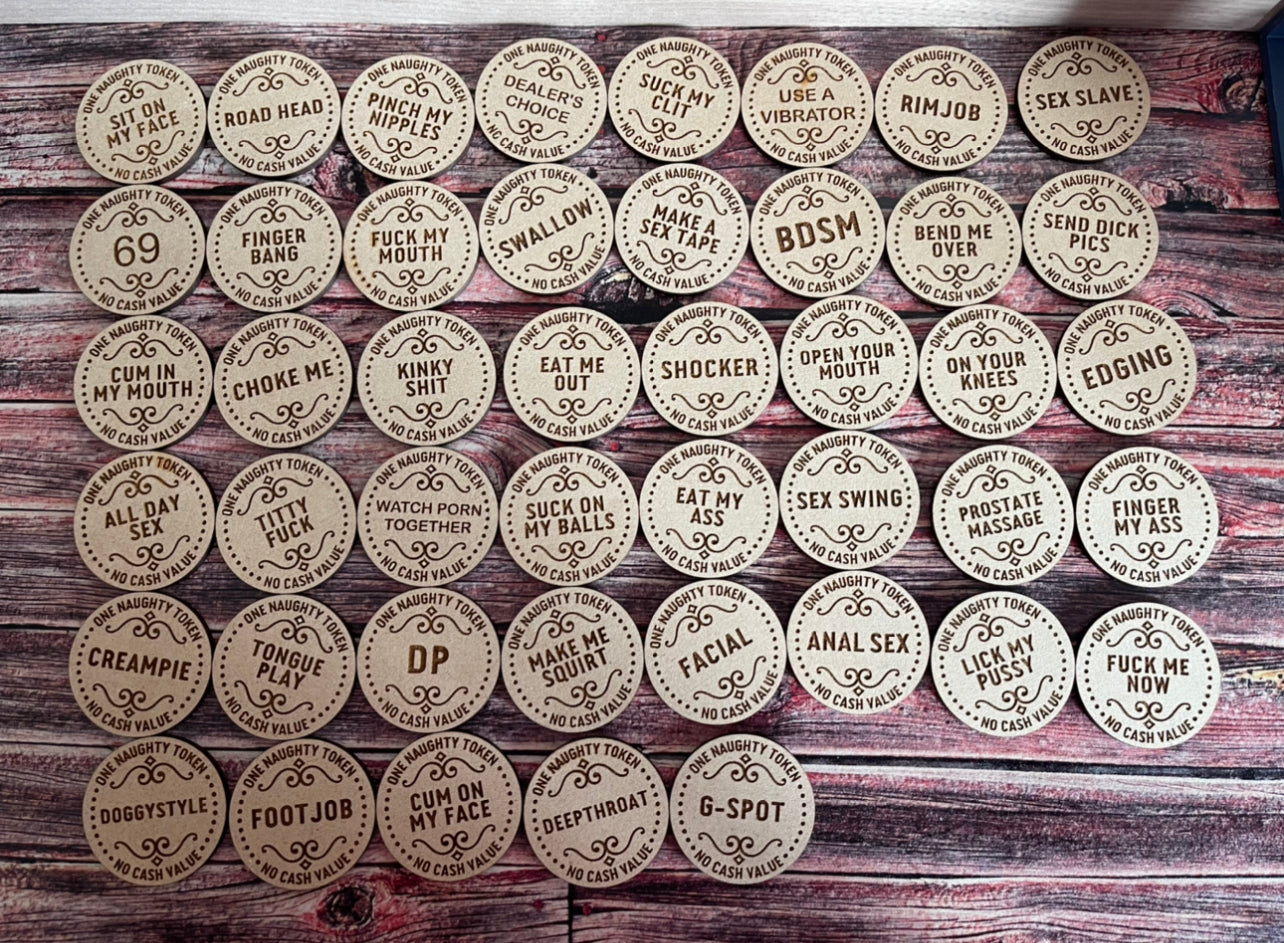 ONE NAUGHTY TOKEN
SIT ON
MY FACE
NO CASH VALUE
ONE NAUGHTY TOKEN
ROAD HEAD
NO CASH VALUE
ONE NAUGHTY TOKEN
PINCH MY
NIPPLES
NO CASH VALUE
ONE NAUGHTY TOKEN
DEALER'S
CHOICE
NO CASH VALUE
ONE NAUGHTY TOKEN
SUCK MY
CLIT
NO CASH VALUE
ONE NAUGHTY TOKEN
USE A
VIBRATOR
NO CASH VALUE
ONE NAUGHTY TOKEN
RIMJOB
NO CASH VALUE
ONE NAUGHTY TOKEN
SEX SLAVE
NO CASH VALUE
ONE NAUGHTY TOKEN
69
NO CASH VALUE
ONE NAUGHTY TOKEN
FINGER
BANG
NO CASH VALUE
ONE NAUGHTY TOKEN
FUCK MY
MOUTH
NO CASH VALUE
ONE NAUGHTY TOKEN
SWALLOW
NO CASH VALUE
ONE NAUGHTY TOKEN
MAKE A
SEX TAPE
NO CASH VALUE
ONE NAUGHTY TOKEN
BDSM
NO CASH VALUE
ONE NAUGHTY TOKEN
BEND ME
OVER
NO CASH VALUE
ONE NAUGHTY TOKEN
SEND DICK
PICS
NO CASH VALUE
ONE NAUGHTY TOKEN
CUM IN
MY MOUTH
NO CASH VALUE
ONE NAUGHTY TOKEN
CHOKE ME
NO CASH VALUE
ONE NAUGHTY TOKEN
KINKY
SHIT
NO CASH VALUE
ONE NAUGHTY TOKEN
EAT ME
OUT
NO CASH VALUE
ONE NAUGHTY TOKEN
SHOCKER
NO CASH VALUE
ONE NAUGHTY TOKEN
OPEN YOUR
MOUTH
NO CASH VALUE
ONE NAUGHTY TOKEN
ON YOUR
KNEES
NO CASH VALUE
ONE NAUGHTY TOKEN
EDGING
NO CASH VALUE
ONE NAUGHTY TOKEN
ALL DAY
SEX
NO CASH VALUE
ONE NAUGHTY TOKEN
TITTY
FUCK
NO CASH VALUE
ONE NAUGHTY TOKEN
WATCH PORN
TOGETHER
NO CASH VALUE
ONE NAUGHTY TOKEN
SUCK ON
MY BALLS
NO CASH VALUE
ONE NAUGHTY TOKEN
EAT MY
ASS
NO CASH VALUE
ONE NAUGHTY TOKEN
SEX SWING
NO CASH VALUE
ONE NAUGHTY TOKEN
PROSTATE
MASSAGE
NO CASH VALUE
ONE NAUGHTY TOKEN
FINGER
MY ASS
NO CASH VALUE
ONE NAUGHTY TOKEN
CREAMPIE
NO CASH VALUE
ONE NAUGHTY TOKEN
TONGUE
PLAY
NO CASH VALUE
ONE NAUGHTY TOKEN
DP
NO CASH VALUE
ONE NAUGHTY TOKEN
MAKE ME
SQUIRT
NO CASH VALUE
ONE NAUGHTY TOKEN
FACIAL
NO CASH VALUE
ONE NAUGHTY TOKEN
ANAL SEX
NO CASH VALUE
ONE NAUGHTY TOKEN
LICK MY
PUSSY
NO CASH VALUE
ONE NAUGHTY TOKEN
FUCK ME
NOW
NO CASH VALUE
ONE NAUGHTY TOKEN
DOGGYSTYLE
NO CASH VALUE
ONE NAUGHTY TOKEN
FOOTJOB
NO CASH VALUE
ONE NAUGHTY TOKEN
CUM ON
MY FACE
NO CASH VALUE
ONE NAUGHTY TOKEN
DEEPTHROAT
NO CASH VALUE
ONE NAUGHTY TOKEN
G-SPOT
NO CASH VALUE